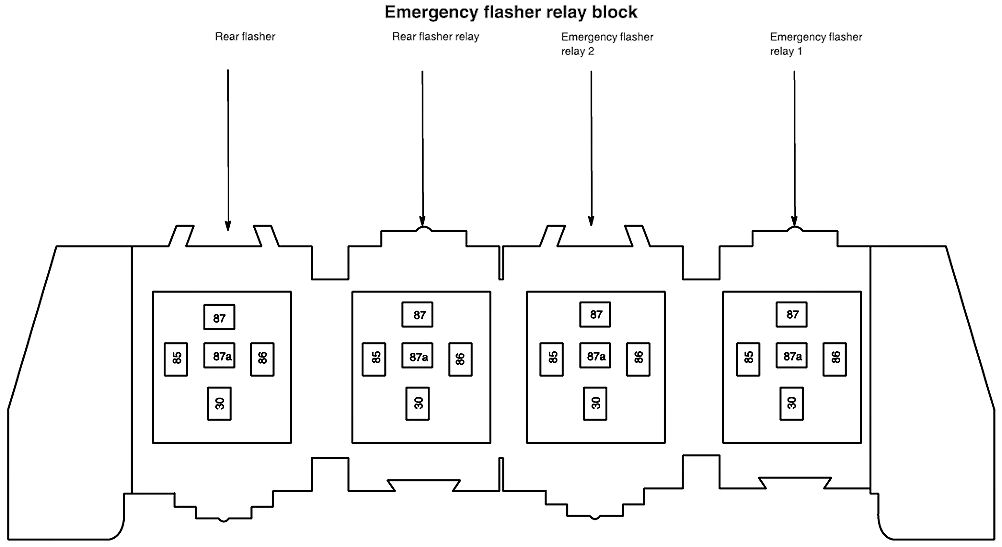 Emergency flasher relay block
Rear flasher
Rear flasher relay
Emergency flasher
relay 2
Emergency flasher
relay 1
87
85
87a
86
30
87
85
87a
86
30
87
85
87a
86
30
87
85
87a
86
30